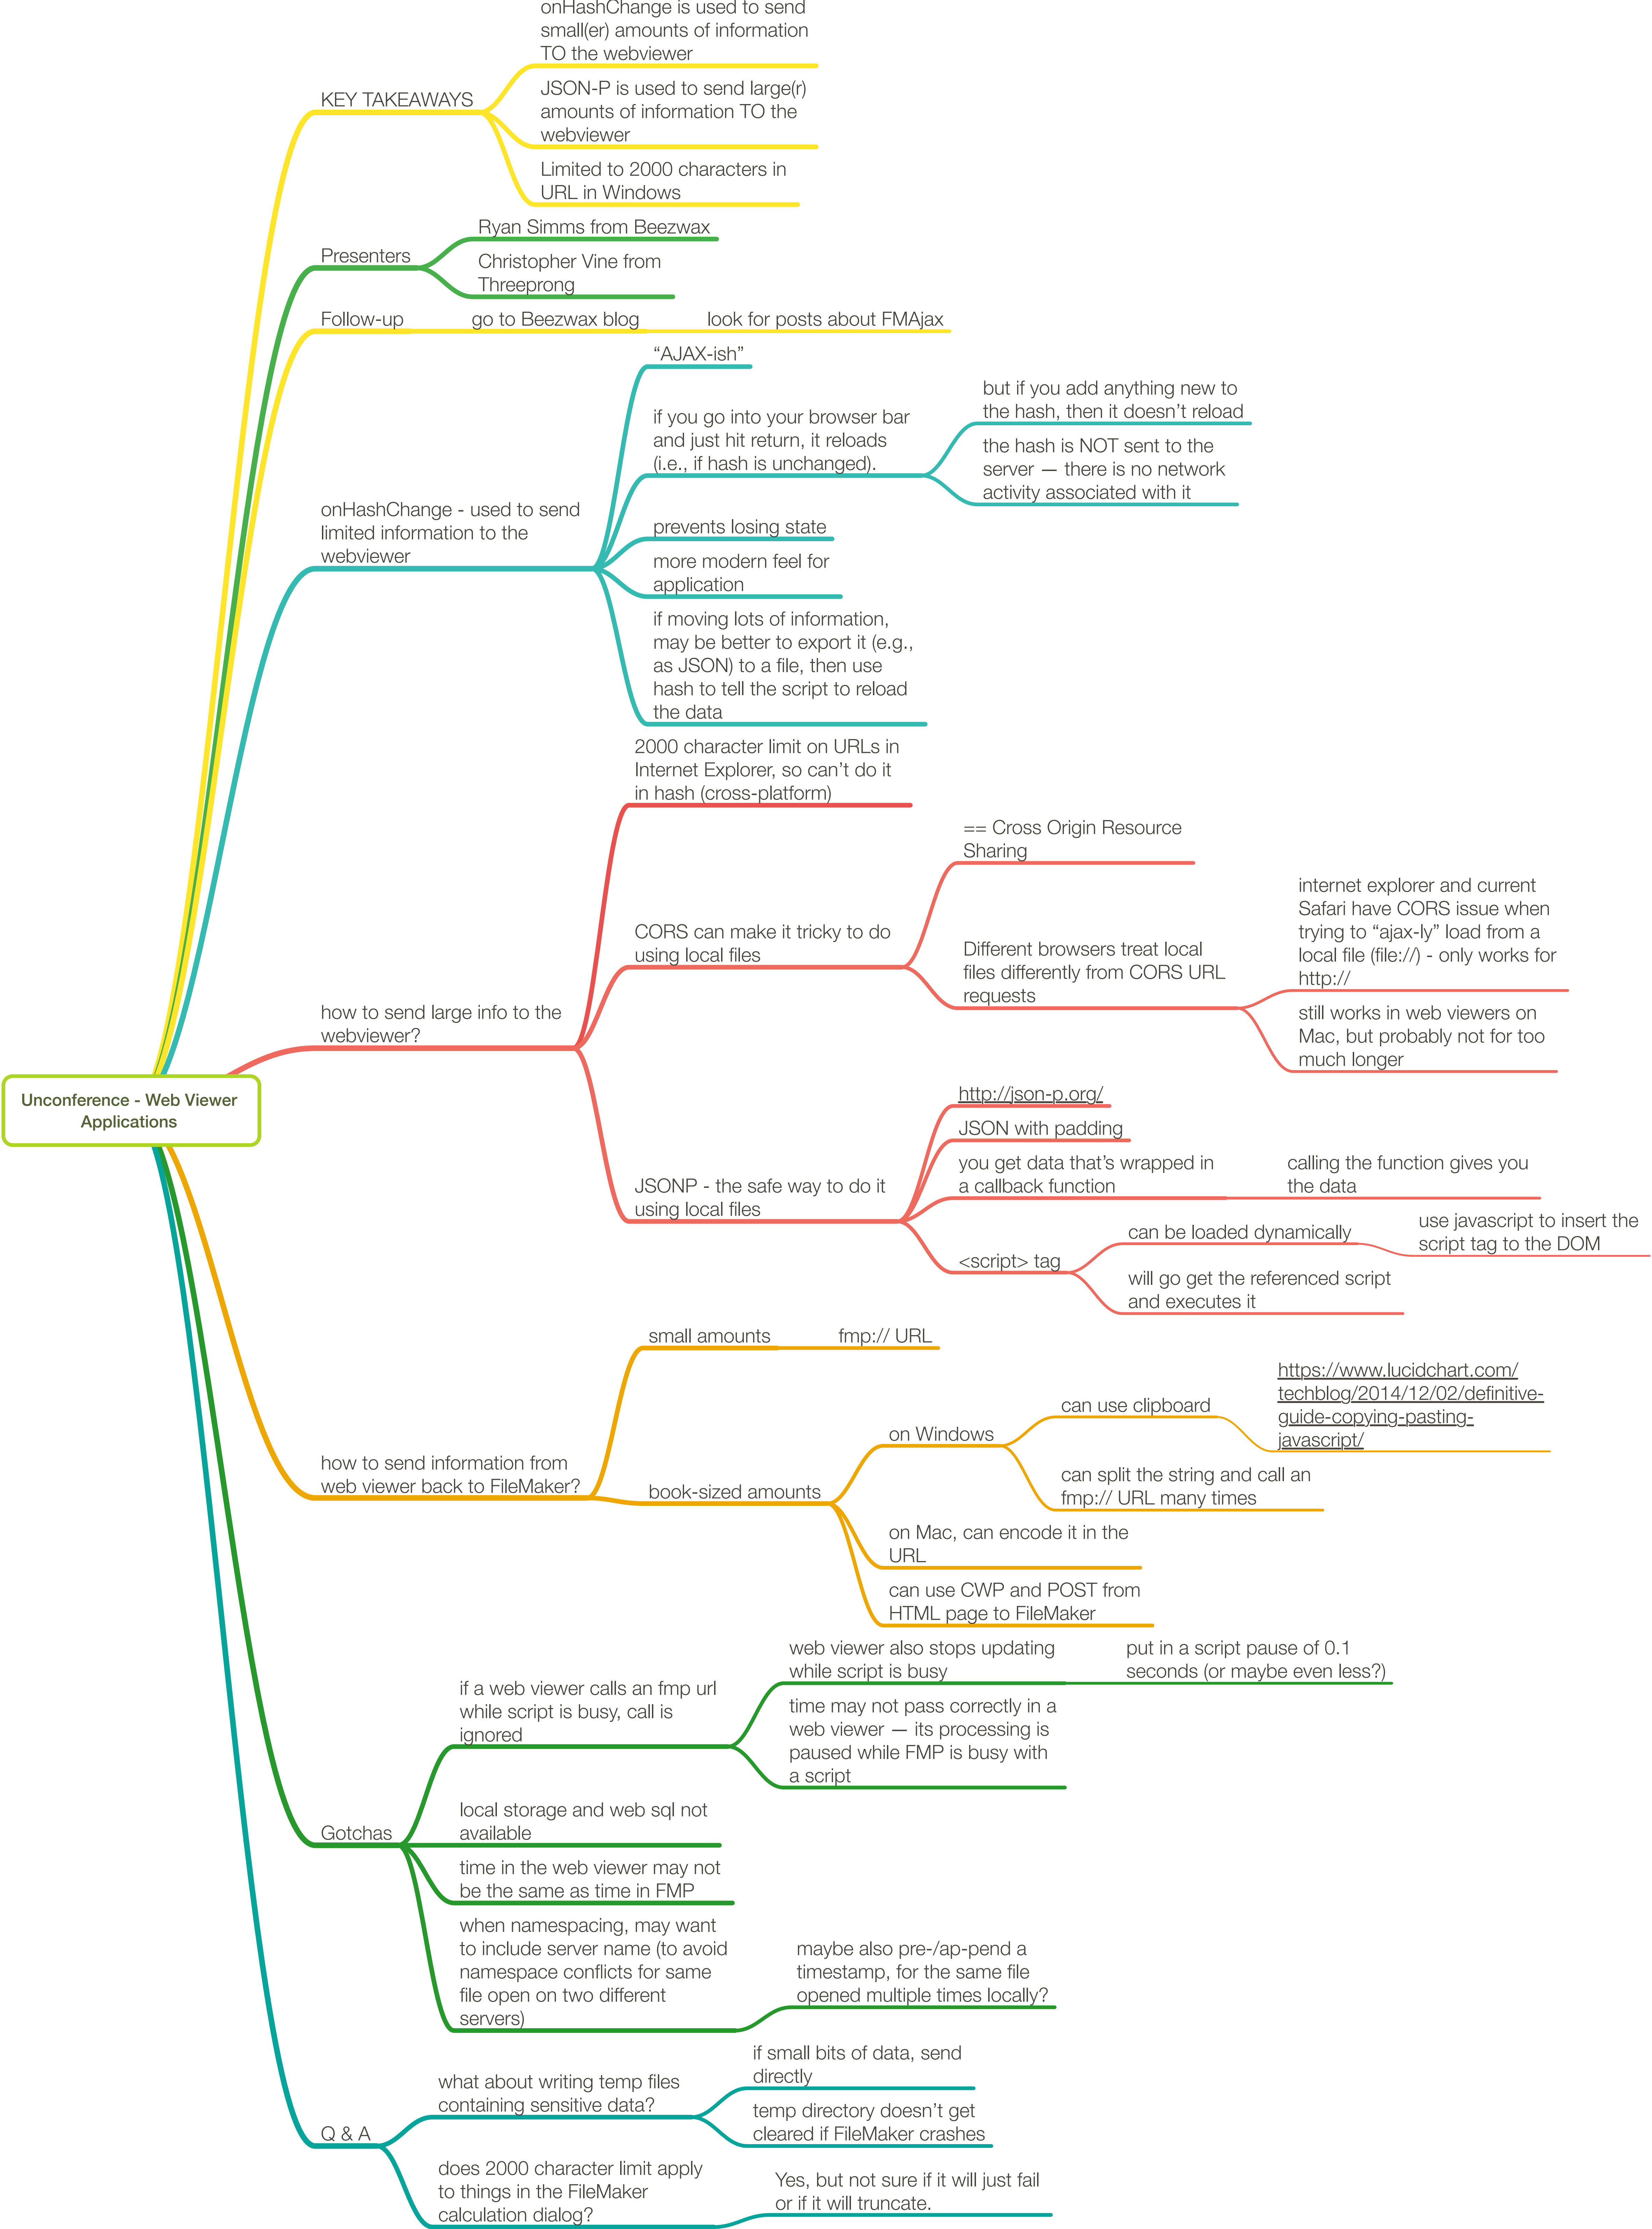 onHashChange is used to send
small(er) amounts of information
TO the webviewer
KEY TAKEAWAYS
JSON-P is used to send large(r)
amounts of information TO the
webviewer
Limited to 2000 characters in
URL in Windows
Presenters
Ryan Simms from Beezwax
Christopher Vine from
Threeprong
Follow-up
go to Beezwax blog
look for posts about FMAjax
onHashChange - used to send
limited information to the
webviewer
“AJAX-ish”
if you go into your browser bar
and just hit return, it reloads
(i.e., if hash is unchanged).
but if you add anything new to
the hash, then it doesn’t reload
the hash is NOT sent to the
server — there is no network
activity associated with it
prevents losing state
more modern feel for
application
if moving lots of information,
may be better to export it (e.g.,
as JSON) to a file, then use
hash to tell the script to reload
the data
how to send large info to the
webviewer?
2000 character limit on URLs in
Internet Explorer, so can’t do it
in hash (cross-platform)
CORS can make it tricky to do
using local files
== Cross Origin Resource
Sharing
Different browsers treat local
files differently from CORS URL
requests
internet explorer and current
Safari have CORS issue when
trying to “ajax-ly” load from a
local file (file://) - only works for
http://
still works in web viewers on
Mac, but probably not for too
much longer
JSONP - the safe way to do it
using local files
http://json-p.org/
JSON with padding
you get data that’s wrapped in
a callback function
calling the function gives you
the data
<script> tag
can be loaded dynamically
use javascript to insert the
script tag to the DOM
will go get the referenced script
and executes it
Unconference - Web Viewer
Applications
how to send information from
web viewer back to FileMaker?
small amounts
fmp:// URL
book-sized amounts
on Windows
can use clipboard
https://www.lucidchart.com/
techblog/2014/12/02/definitive-
guide-copying-pasting-
javascript/
can split the string and call an
fmp:// URL many times
on Mac, can encode it in the
URL
can use CWP and POST from
HTML page to FileMaker
Gotchas
if a web viewer calls an fmp url
while script is busy, call is
ignored
web viewer also stops updating
while script is busy
put in a script pause of 0.1
seconds (or maybe even less?)
time may not pass correctly in a
web viewer — its processing is
paused while FMP is busy with
a script
local storage and web sql not
available
time in the web viewer may not
be the same as time in FMP
when namespacing, may want
to include server name (to avoid
namespace conflicts for same
file open on two different
servers)
maybe also pre-/ap-pend a
timestamp, for the same file
opened multiple times locally?
Q & A
what about writing temp files
containing sensitive data?
if small bits of data, send
directly
temp directory doesn’t get
cleared if FileMaker crashes
does 2000 character limit apply
to things in the FileMaker
calculation dialog?
Yes, but not sure if it will just fail
or if it will truncate.